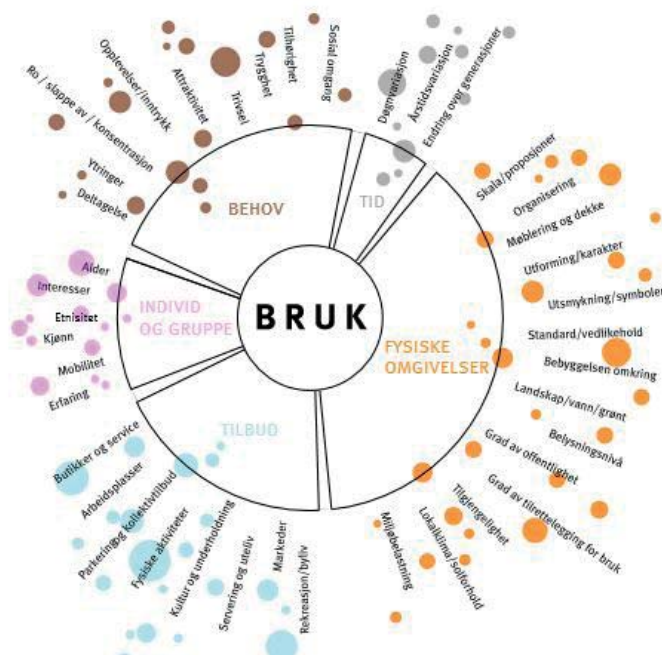 BRUK
BEHOV
Deltagelse
Ytringer
Ro / slappe av / konsentrasjon
Opplevelser/inntrykk
Attraktivitet
Trivsel
Trygghet
Tilhørighet
Sosial omgang
TID
Døgnvariasjon
Årstidsvariasjon
Endring over generasjoner
FYSISKE
OMGIVELSER
Skala/proposjoner
Organisering
Møblering og dekke
Utforming/karakter
Utsmykning/symboler
Standard/vedlikehold
Bebyggelsen omkring
Landskap/vann/grønt
Belysningsnivå
Grad av offentlighet
Grad av tilrettelegging for bruk
Tilgjengelighet
Lokalklima/solforhold
Miljøbelastning
TILBUD
Rekreasjon/byliv
Markeder
Servering og uteliv
Kultur og underholdning
Fysiske aktiviteter
Parkering og kollektivtilbud
Arbeidsplasser
Butikker og service
INDIVID
OG GRUPPE
Erfaring
Mobilitet
Kjønn
Etnisitet
Interesser
Alder